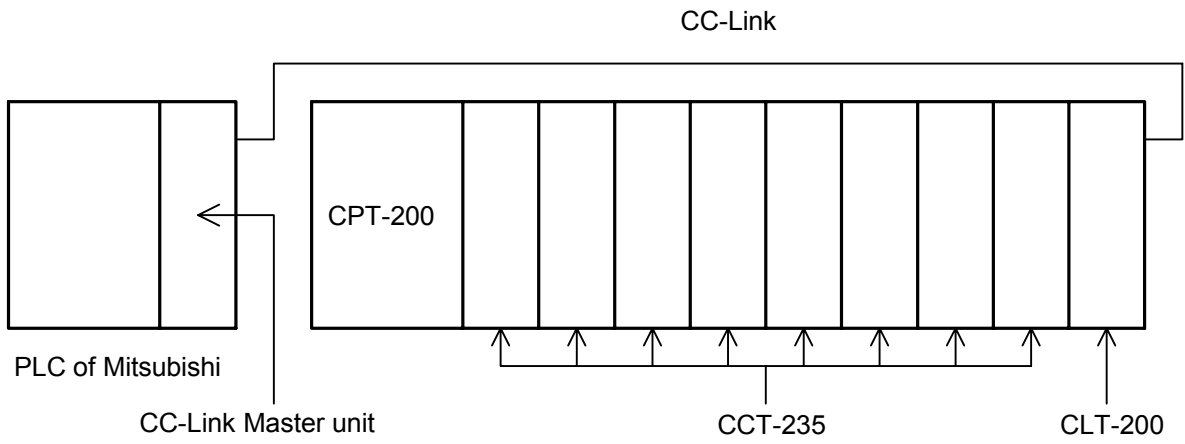 CC-Link
CPT-200
PLC of Mitsubishi
CC-Link Master unit
CCT-235
CLT-200